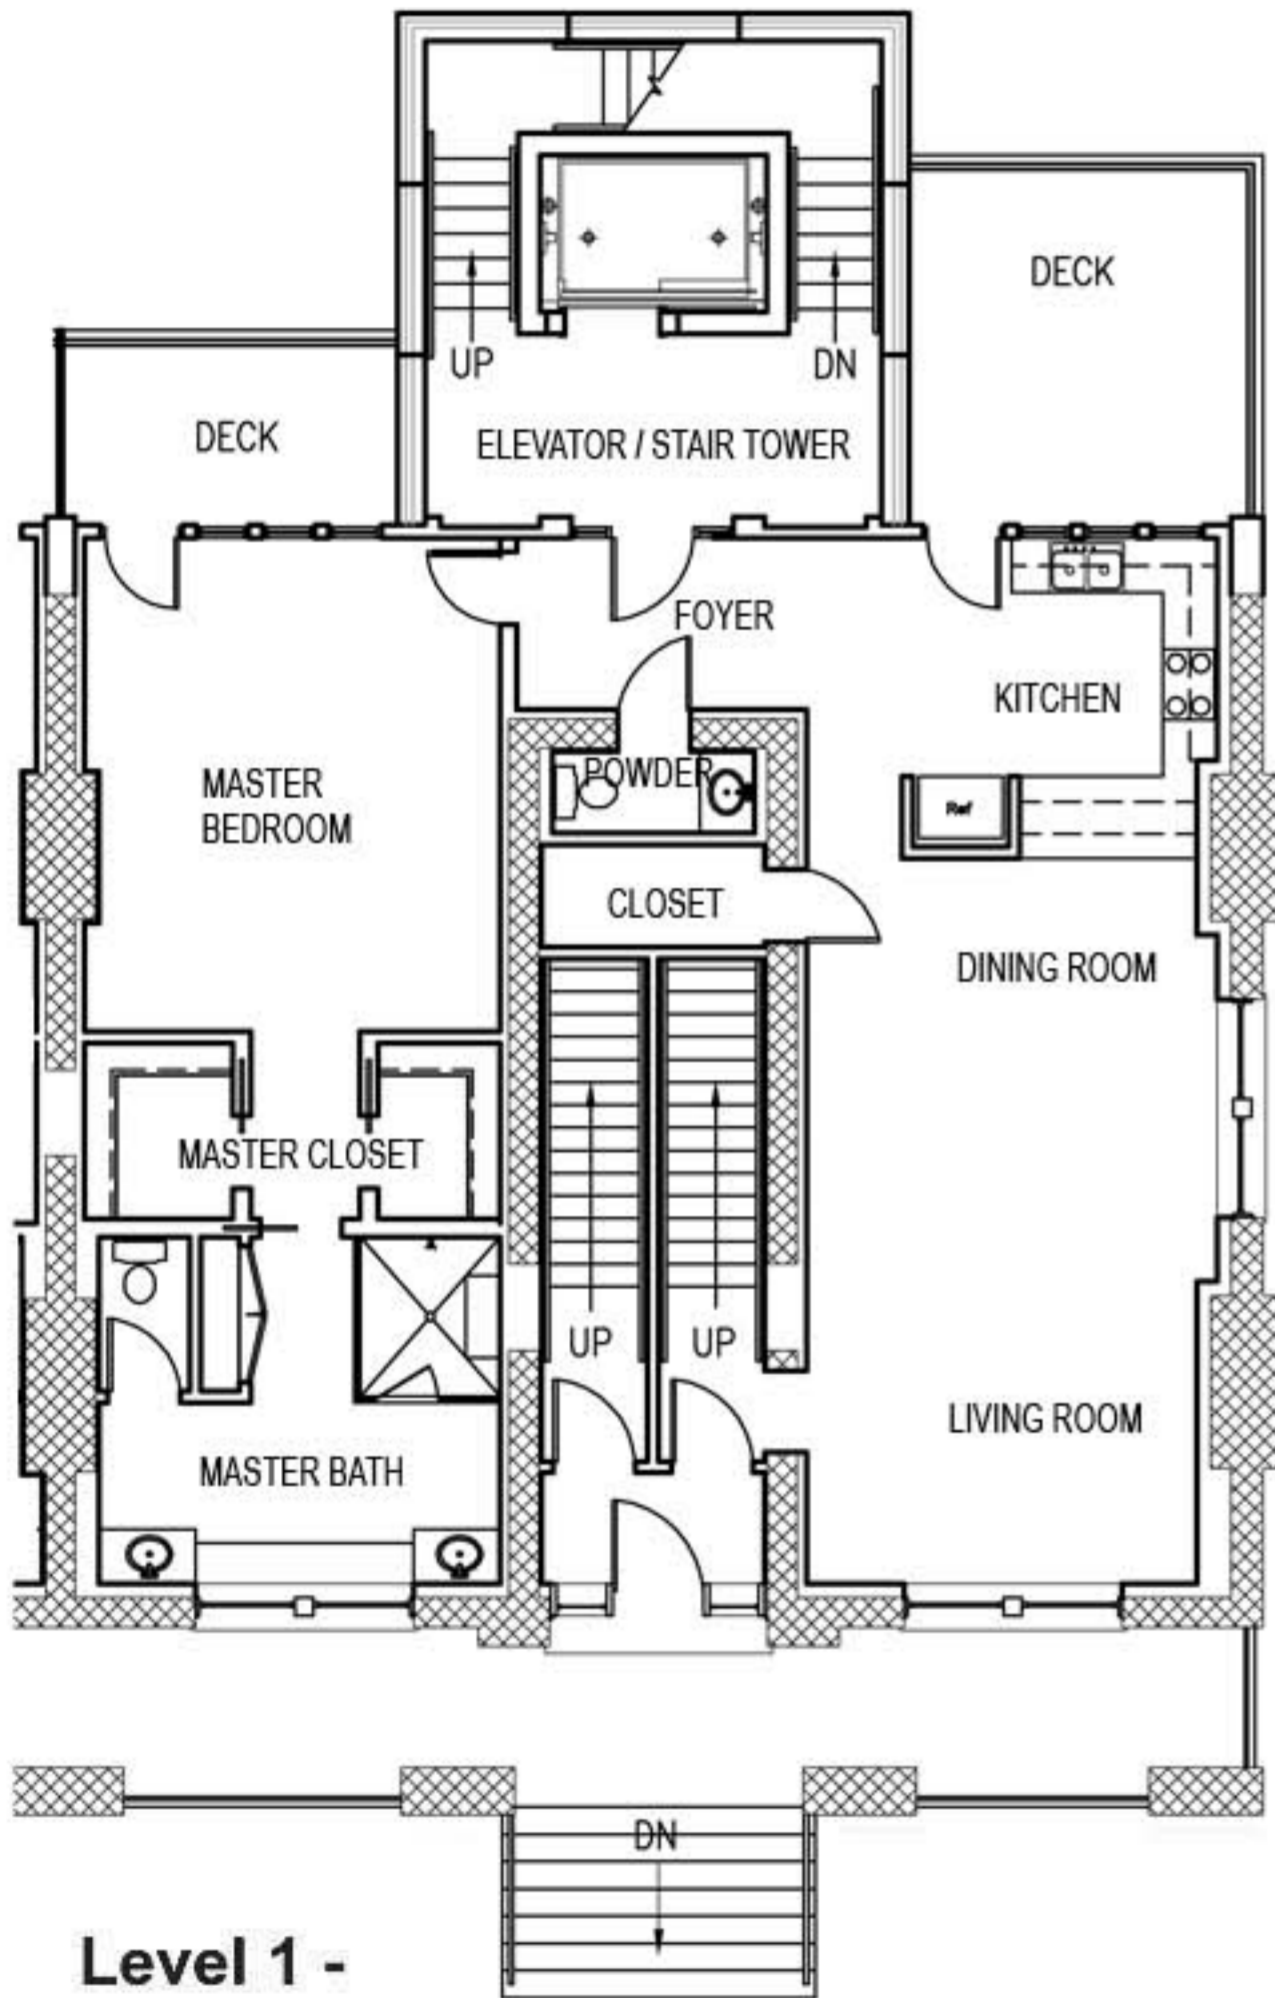 DECK
UP
DN
DECK
ELEVATOR / STAIR TOWER
FOYER
KITCHEN
MASTER
BEDROOM
POWDER
Ref
CLOSET
DINING ROOM
MASTER CLOSET
UP
UP
LIVING ROOM
MASTER BATH
DN
Level 1 -